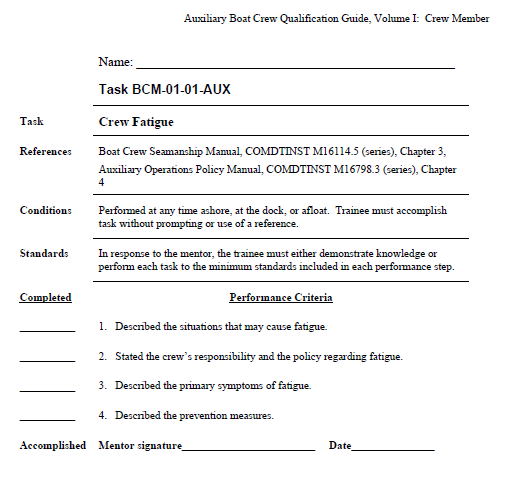 Auxiliary Boat Crew Qualification Guide, Volume I: Crew Member
Name: ___________________________________________
Task BCM-01-01-AUX
Task Crew Fatigue
References Boat Crew Seamanship Manual, COMDTINST M16114.5 (series), Chapter 3,
Auxiliary Operations Policy Manual, COMDTINST M16798.3 (series), Chapter
4
Conditions Performed at any time ashore, at the dock, or afloat. Trainee must accomplish
task without prompting or use of a reference.
Standards In response to the mentor, the trainee must either demonstrate knowledge or
perform each task to the minimum standards included in each performance step.
Completed Performance Criteria
__________ 1. Described the situations that may cause fatigue.
__________ 2. Stated the crew’s responsibility and the policy regarding fatigue.
__________ 3. Described the primary symptoms of fatigue.
__________ 4. Described the prevention measures.
Accomplished Mentor signature________________________ Date_______________